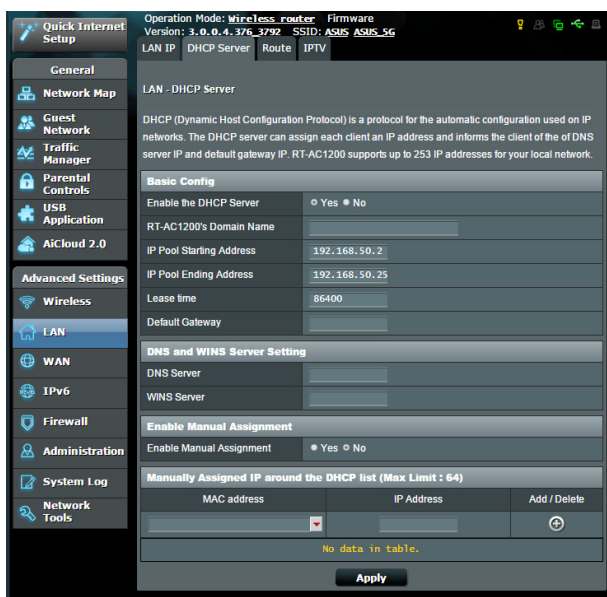 Quick Internet
Setup
General
Network Map
Guest
Network
Traffic
Manager
Parental
Controls
USB
Application
AiCloud 2.0
Advanced Settings
Wireless
LAN
WAN
IPv6
Firewall
Administration
System Log
Network
Tools
Operation Mode: Wireless router Firmware
Version: 3.0.0.4.376_3792 SSID: ASUS ASUS_5G
LAN IP DHCP Server Route IPTV
LAN - DHCP Server
DHCP (Dynamic Host Configuration Protocol) is a protocol for the automatic configuration used on IP
networks. The DHCP server can assign each client an IP address and informs the client of the of DNS
server IP and default gateway IP. RT-AC1200 supports up to 253 IP addresses for your local network.
Basic Config
Enable the DHCP Server Yes No
RT-AC1200's Domain Name
IP Pool Starting Address 192.168.50.2
IP Pool Ending Address 192.168.50.25
Lease time 86400
Default Gateway
DNS and WINS Server Setting
DNS Server
WINS Server
Enable Manual Assignment
Enable Manual Assignment Yes No
Manually Assigned IP around the DHCP list (Max Limit : 64)
MAC address IP Address Add / Delete
No data in table.
Apply